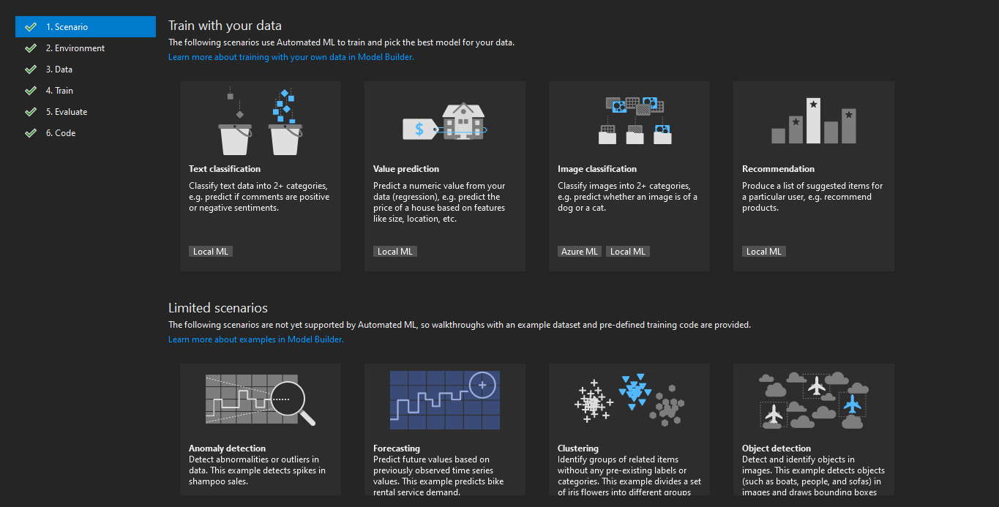 1. Scenario
2. Environment
3. Data
4. Train
5. Evaluate
6. Code
Train with your data
The following scenarios use Automated ML to train and pick the best model for your data.
Learn more about training with your own data in Model Builder.
$
Text classification
Classify text data into 2+ categories,
e.g. predict if comments are positive
or negative sentiments.
Local ML
Value prediction
Predict a numeric value from your
data (regression), e.g. predict the
price of a house based on features
like size, location, etc.
Local ML
Image classification
Classify images into 2+ categories,
e.g. predict whether an image is of a
dog or a cat.
Azure ML Local ML
Recommendation
Produce a list of suggested items for
a particular user, e.g. recommend
products.
Local ML
Limited scenarios
The following scenarios are not yet supported by Automated ML, so walkthroughs with an example dataset and pre-defined training code are provided.
Learn more about examples in Model Builder.
Anomaly detection
Detect abnormalities or outliers in
data. This example detects spikes in
shampoo sales.
Forecasting
Predict future values based on
previously observed time series
values. This example predicts bike
rental service demand.
Clustering
Identify groups of related items
without any pre-existing labels or
categories. This example divides a set
of iris flowers into different groups
Object detection
Detect and identify objects in
images. This example detects objects
(such as boats, people, and sofas) in
images and draws bounding boxes